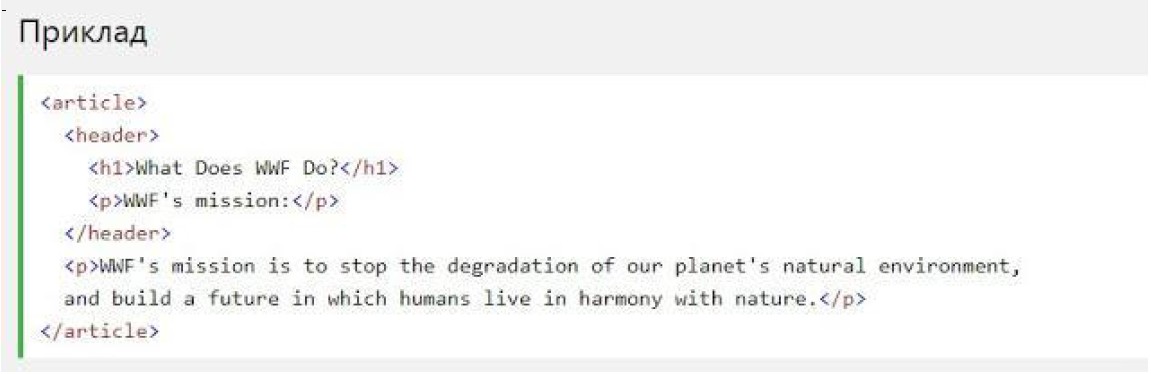 Приклад
<article>
  <header>
    <h1>What Does WWF Do?</h1>
    <p>WWF's mission:</p>
  </header>
  <p>WWF's mission is to stop the degradation of our planet's natural environment,
  and build a future in which humans live in harmony with nature.</p>
</article>